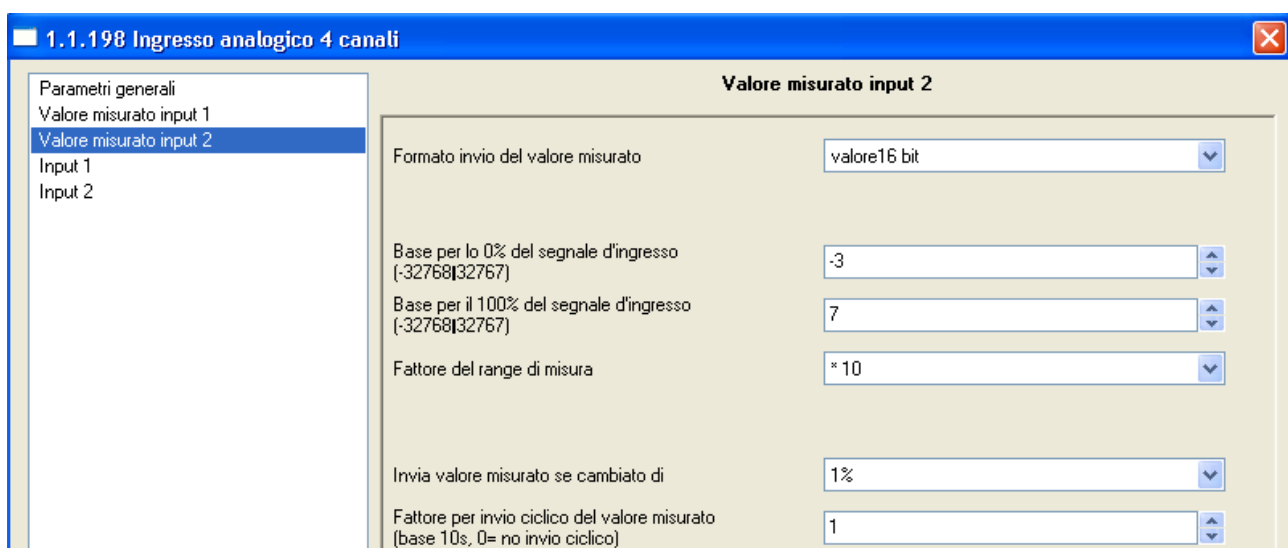 1.1.198 Ingresso analogico 4 canali
Parametri generali
Valore misurato input 1
Valore misurato input 2
Input 1
Input 2
Valore misurato input 2
Formato invio del valore misurato
valore16 bit
Base per lo 0% del segnale d'ingresso
(-32768|32767)
-3
Base per il 100% del segnale d'ingresso
(-32768|32767)
7
Fattore del range di misura
* 10
Invia valore misurato se cambiato di
1%
Fattore per invio ciclico del valore misurato
(base 10s, 0= no invio ciclico)
1